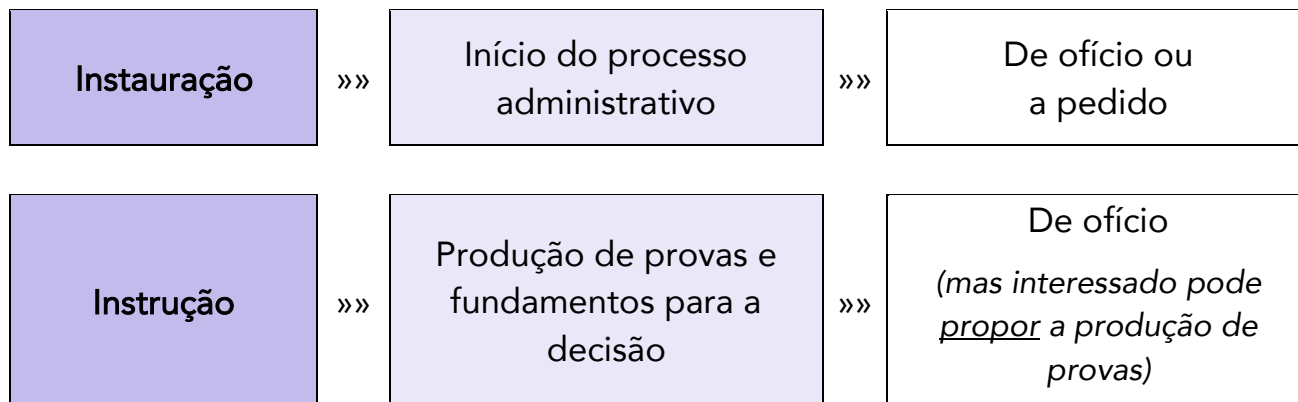 Instauração »» Início do processo administrativo »» De ofício ou a pedido
Instrução »» Produção de provas e fundamentos para a decisão »» De ofício (mas interessado pode propor a produção de provas)